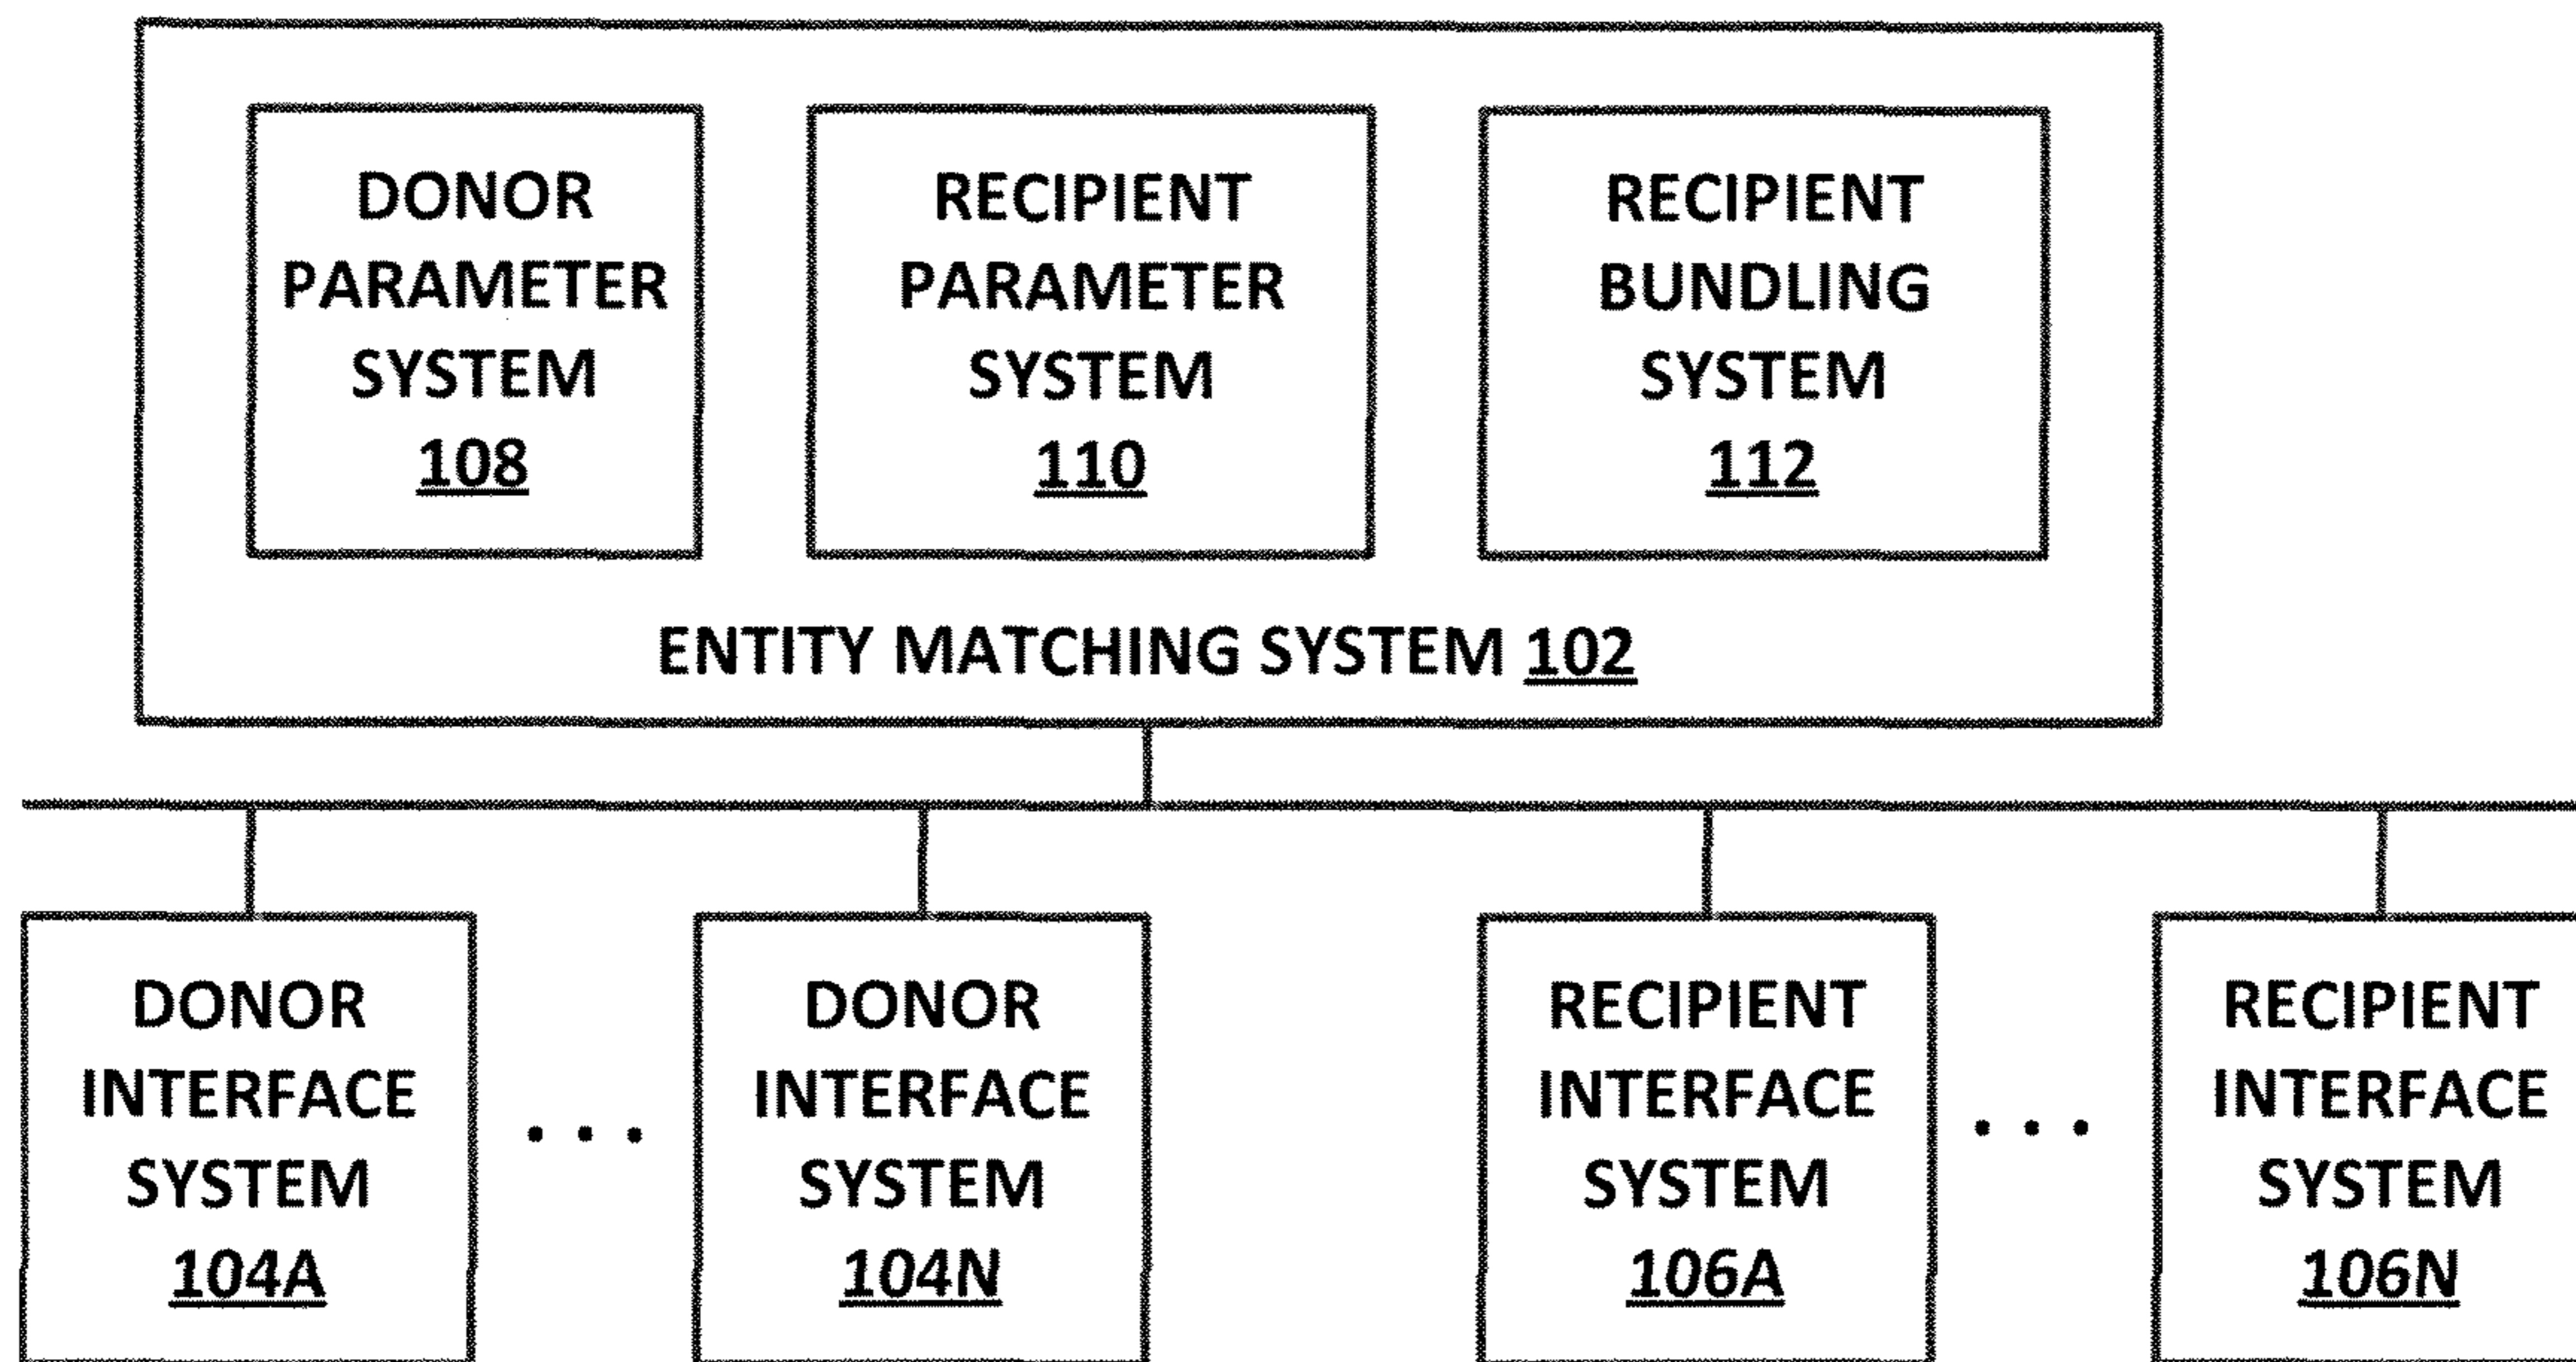 DONOR
PARAMETER
SYSTEM
108
RECIPIENT
PARAMETER
SYSTEM
110
RECIPIENT
BUNDLING
SYSTEM
112
ENTITY MATCHING SYSTEM 102
DONOR
INTERFACE
SYSTEM
104A
. . .
DONOR
INTERFACE
SYSTEM
104N
RECIPIENT
INTERFACE
SYSTEM
106A
. . .
RECIPIENT
INTERFACE
SYSTEM
106N